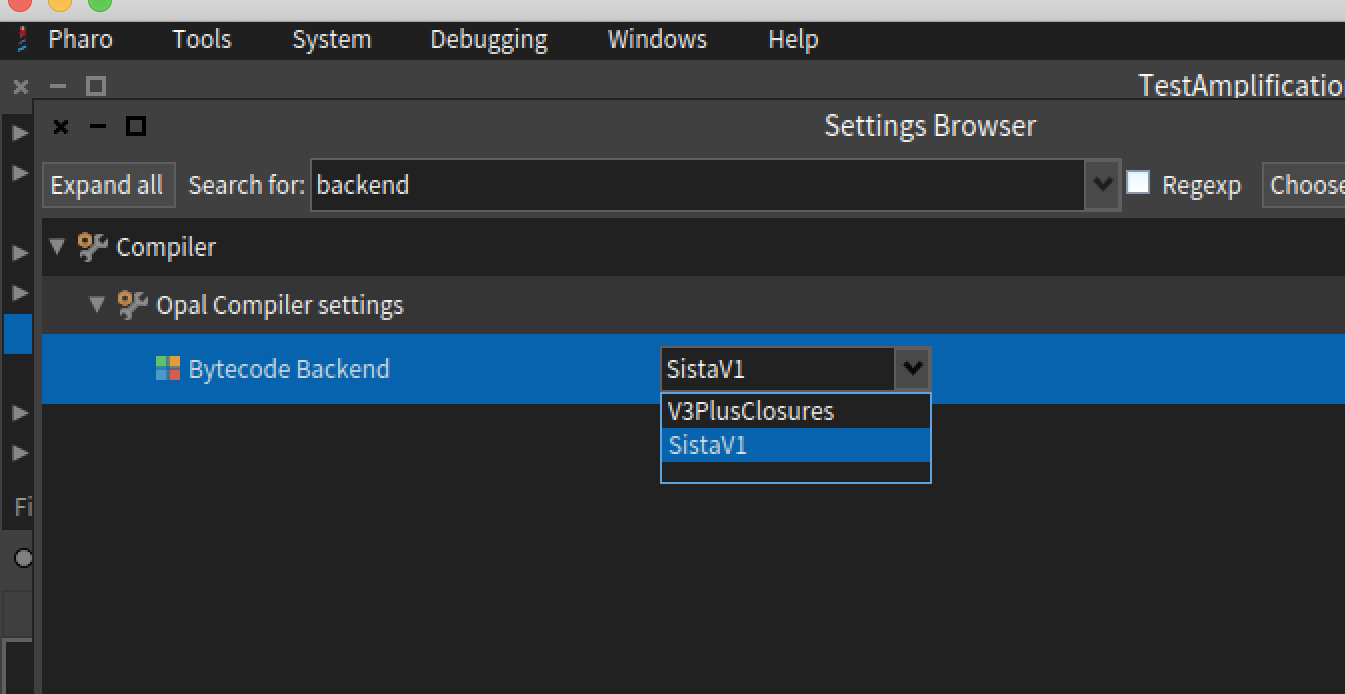 Pharo Tools System Debugging Windows Help
TestAmplificatio
Settings Browser
Expand all Search for: backend Regexp Choose
Compiler
Opal Compiler settings
Bytecode Backend SistaV1
V3PlusClosures
SistaV1
Fi